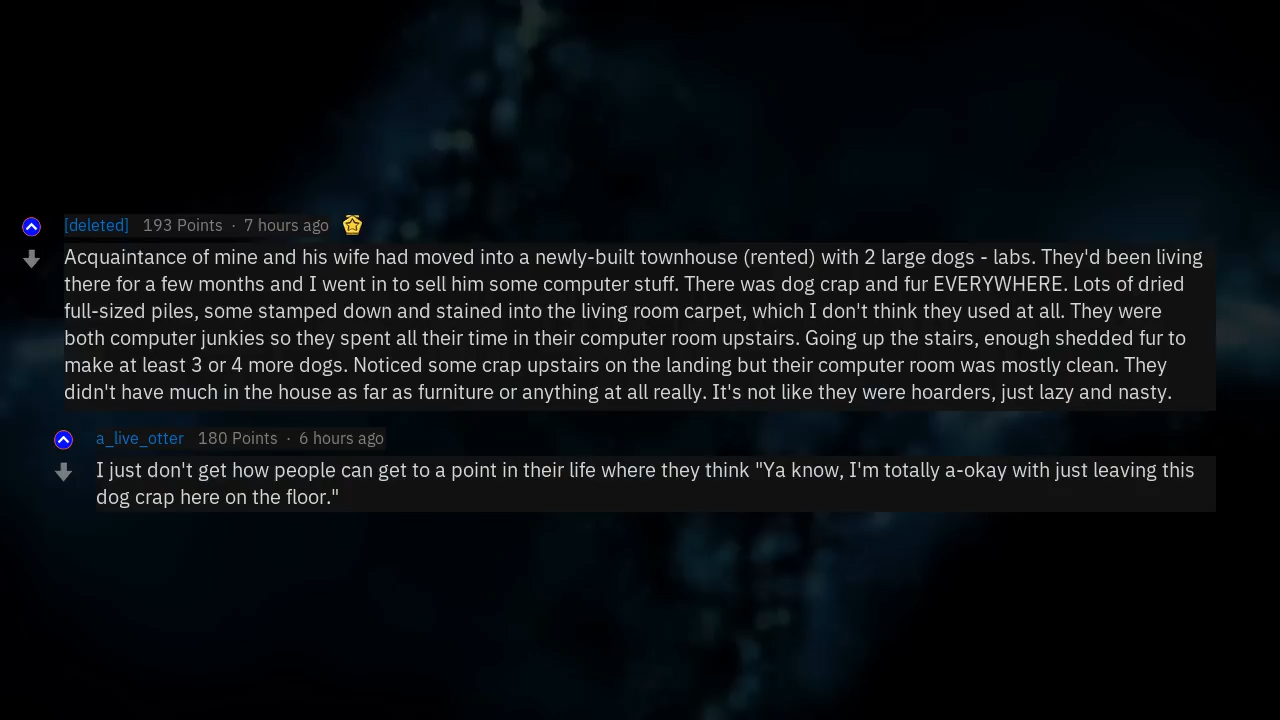 [deleted] 193 Points · 7 hours ago
Acquaintance of mine and his wife had moved into a newly-built townhouse (rented) with 2 large dogs - labs. They'd been living
there for a few months and I went in to sell him some computer stuff. There was dog crap and fur EVERYWHERE. Lots of dried
full-sized piles, some stamped down and stained into the living room carpet, which I don't think they used at all. They were
both computer junkies so they spent all their time in their computer room upstairs. Going up the stairs, enough shedded fur to
make at least 3 or 4 more dogs. Noticed some crap upstairs on the landing but their computer room was mostly clean. They
didn't have much in the house as far as furniture or anything at all really. It's not like they were hoarders, just lazy and nasty.
a_live_otter 180 Points · 6 hours ago
I just don't get how people can get to a point in their life where they think "Ya know, I'm totally a-okay with just leaving this
dog crap here on the floor."